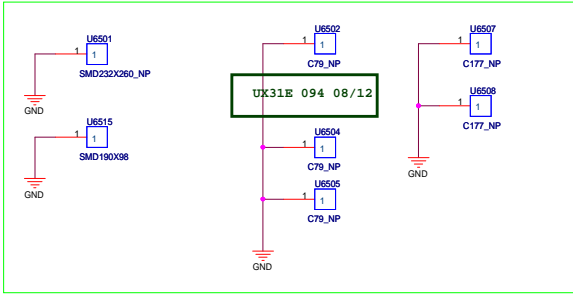 U6501
1
1
SMD232X260_NP
GND
U6515
1
1
SMD190X98
GND
U6502
1
1
C79_NP
UX31E 094 08/12
U6504
1
1
C79_NP
U6505
1
1
C79_NP
GND
U6507
1
1
C177_NP
U6508
1
1
C177_NP
GND